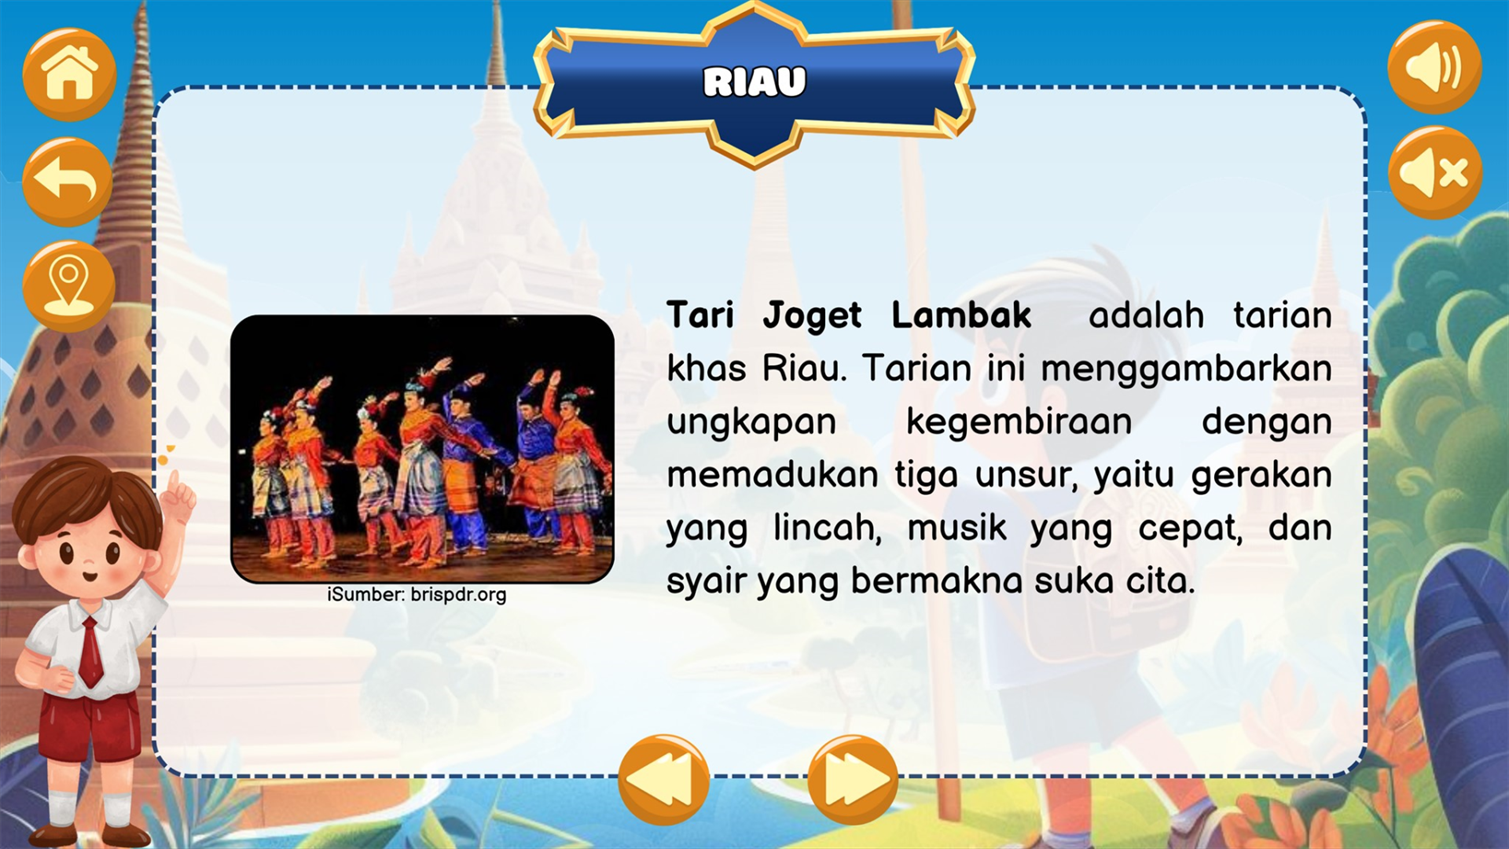 RIAU
Tari Joget Lambak adalah tarian
khas Riau. Tarian ini menggambarkan
ungkapan kegembiraan dengan
memadukan tiga unsur, yaitu gerakan
yang lincah, musik yang cepat, dan
syair yang bermakna suka cita.
iSumber: brispdr.org